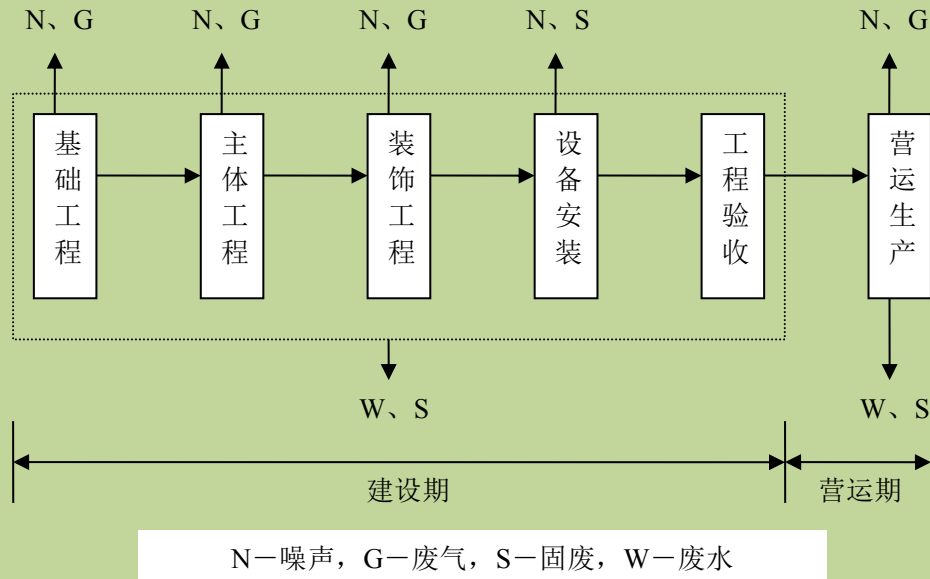 N、G
N、G
N、G
N、S
N、G
基础工程
主体工程
装饰工程
设备安装
工程验收
营运生产
W、S
W、S
建设期
营运期
N－噪声，G－废气，S－固废，W－废水